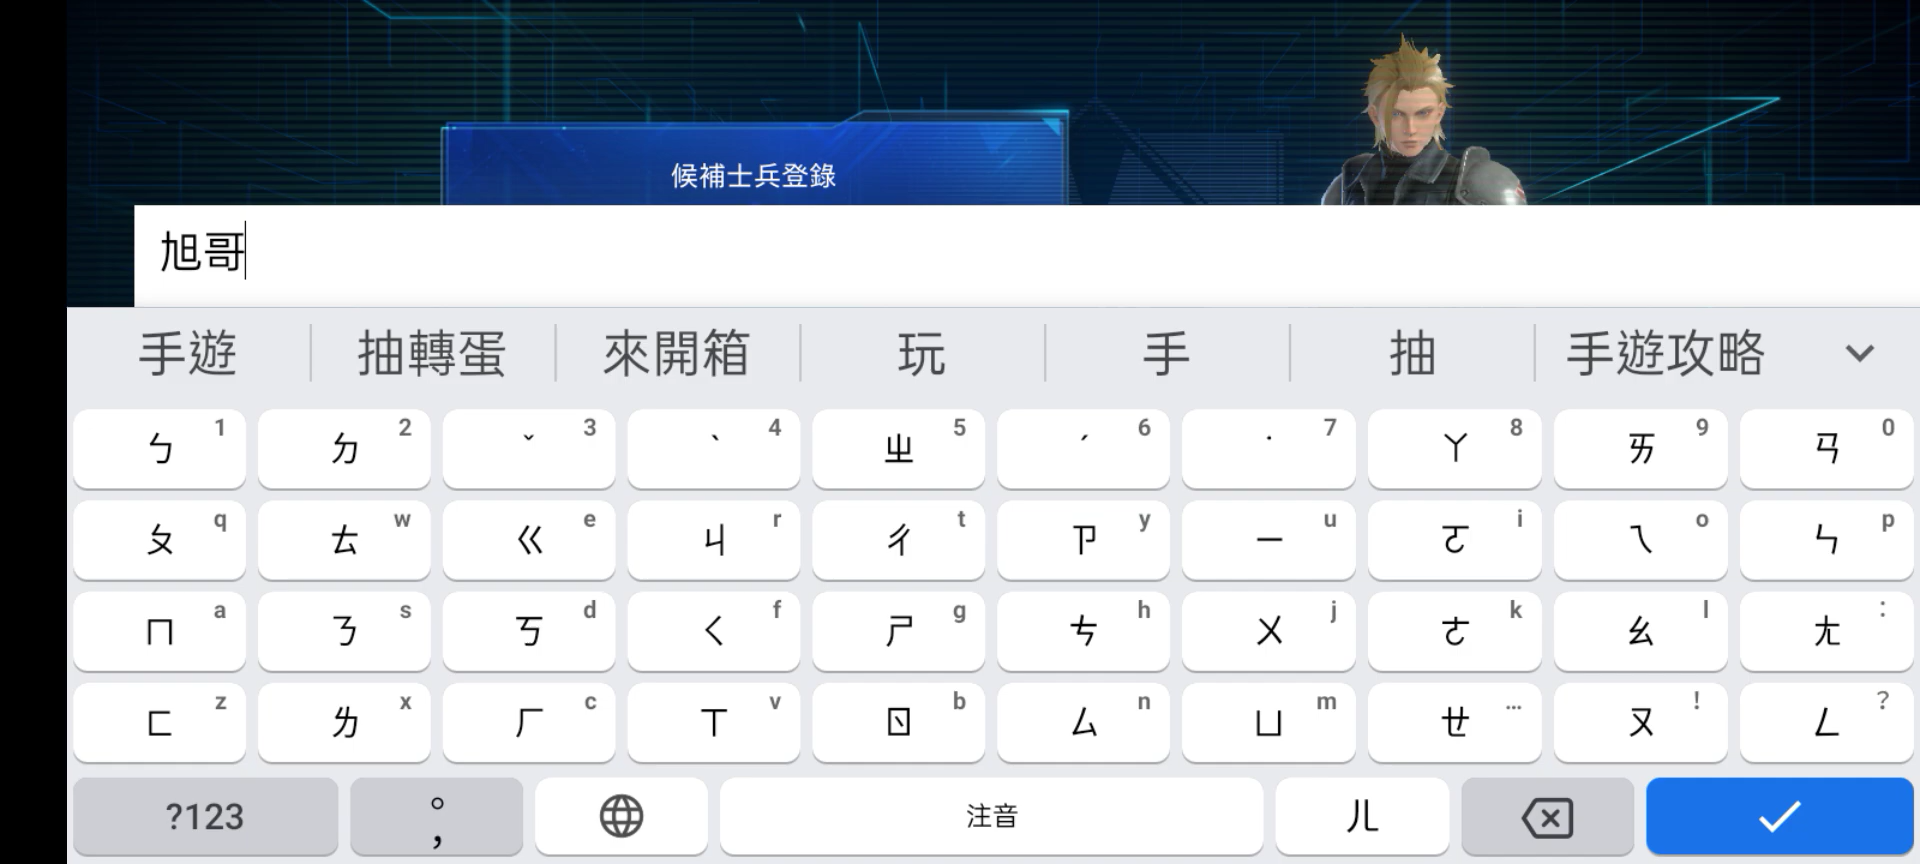 候補士兵登錄
旭哥
手遊 抽轉蛋 來開箱 玩 手 抽 手遊攻略
ㄅ 1 ㄉ 2 ˇ 3 ˋ 4 ㄓ 5 ˊ 6 ˙ 7 ㄚ 8 ㄞ 9 ㄢ 0
ㄆ q ㄊ w ㄍ e ㄐ r ㄔ t ㄗ y ㄧ u ㄛ i ㄟ o ㄣ p
ㄇ a ㄋ s ㄎ d ㄑ f ㄕ g ㄘ h ㄨ j ㄜ k ㄠ l ㄤ :
ㄈ z ㄌ x ㄏ c ㄒ v ㄖ b ㄙ n ㄩ m ㄝ … ㄡ ! ㄥ ?
?123 。 , 注音 ㄦ